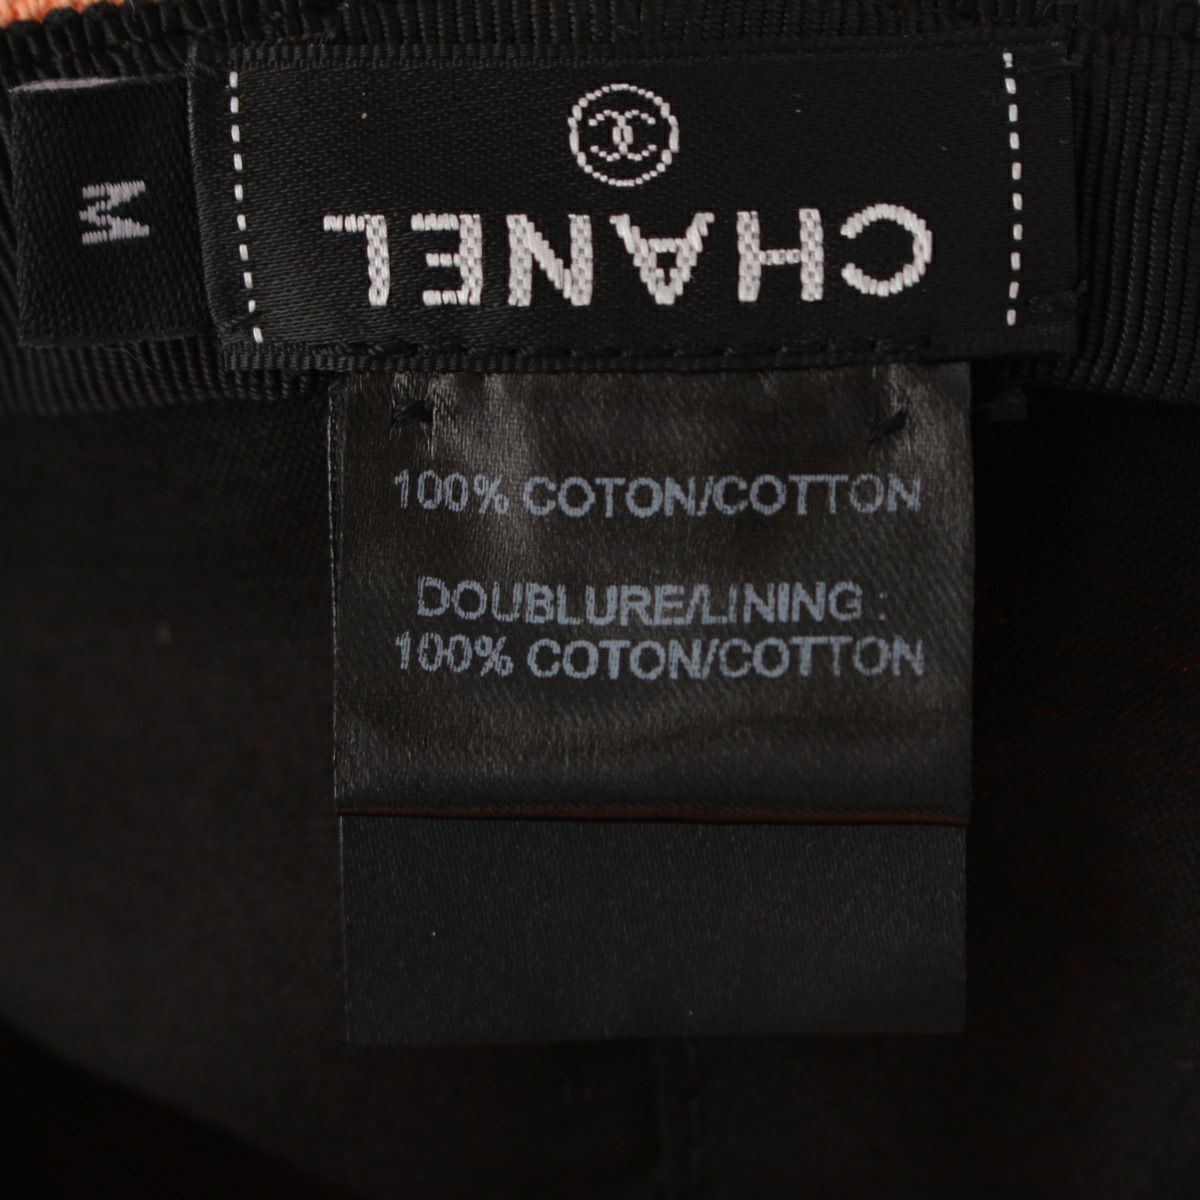 CHANEL
M
100% COTON/COTTON
DOUBLURE/LINING :
100% COTON/COTTON